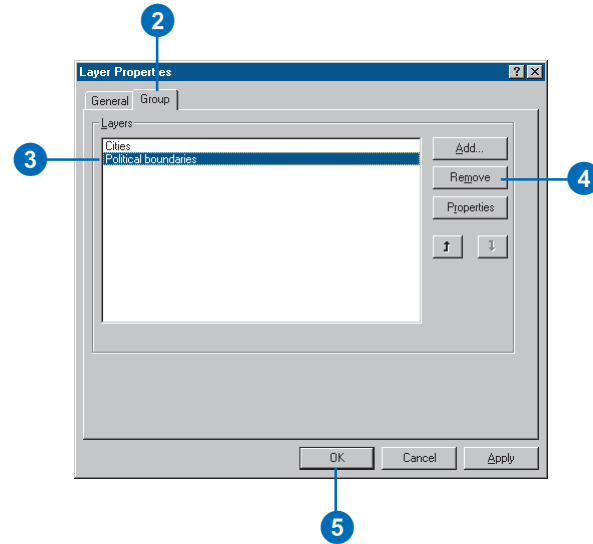 2
Layer Properties
General Group
Layers
Cities
Political boundaries
3
Add...
Remove
4
Properties
OK Cancel Apply
5